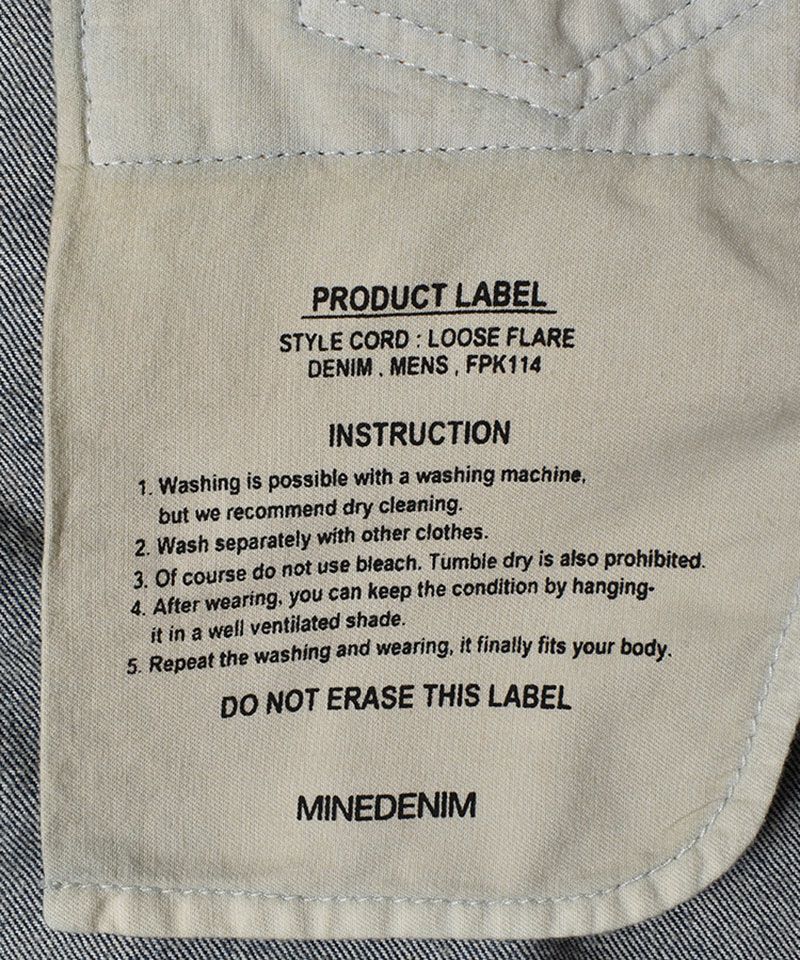 PRODUCT LABEL
STYLE CORD : LOOSE FLARE
DENIM , MENS , FPK114
INSTRUCTION
1. Washing is possible with a washing machine,
but we recommend dry cleaning.
2. Wash separately with other clothes.
3. Of course do not use bleach. Tumble dry is also prohibited.
4. After wearing, you can keep the condition by hanging-
it in a well ventilated shade.
5. Repeat the washing and wearing, it finally fits your body.
DO NOT ERASE THIS LABEL
MINEDENIM